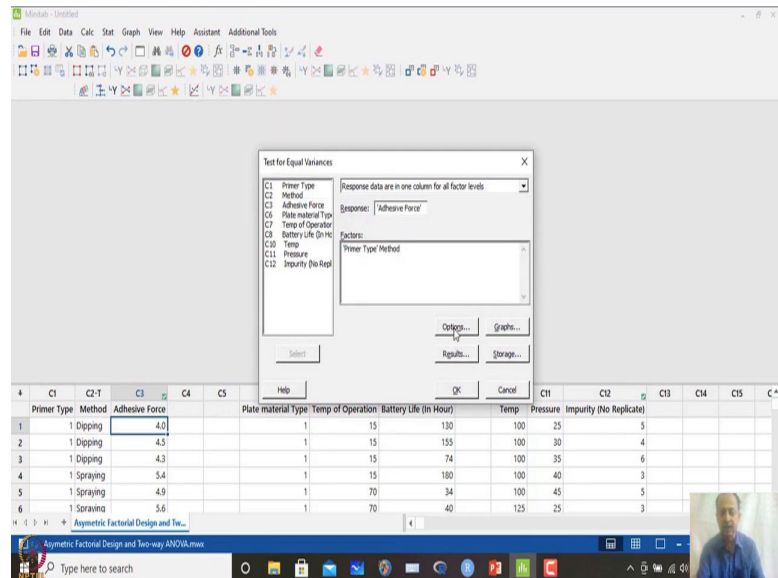 Minitab - Untitled
File Edit Data Calc Stat Graph View Help Assistant Additional Tools
Test for Equal Variances
C1 Primer Type
C2 Method
C3 Adhesive Force
C6 Plate material Typ
C7 Temp of Operatior
C8 Battery Life (In Hc
C10 Temp
C11 Pressure
C12 Impurity (No Repl
Response data are in one column for all factor levels
Response: 'Adhesive Force'
Factors:
'Primer Type' Method
Options... Graphs...
Select Results... Storage...
Help OK Cancel
C1 C2-T C3 C4 C5 C11 C12 C13 C14 C15
Primer Type Method Adhesive Force Plate material Type Temp of Operation Battery Life (In Hour) Temp Pressure Impurity (No Replicate)
1 1 Dipping 4.0 1 15 130 100 25 5
2 1 Dipping 4.5 1 15 155 100 30 4
3 1 Dipping 4.3 1 15 74 100 35 6
4 1 Spraying 5.4 1 15 180 100 40 3
5 1 Spraying 4.9 1 70 34 100 45 5
6 1 Spraying 5.6 1 70 40 125 25 3
Asymetric Factorial Design and Tw...
Asymetric Factorial Design and Two-way ANOVA.mwx
Type here to search
NPTEL